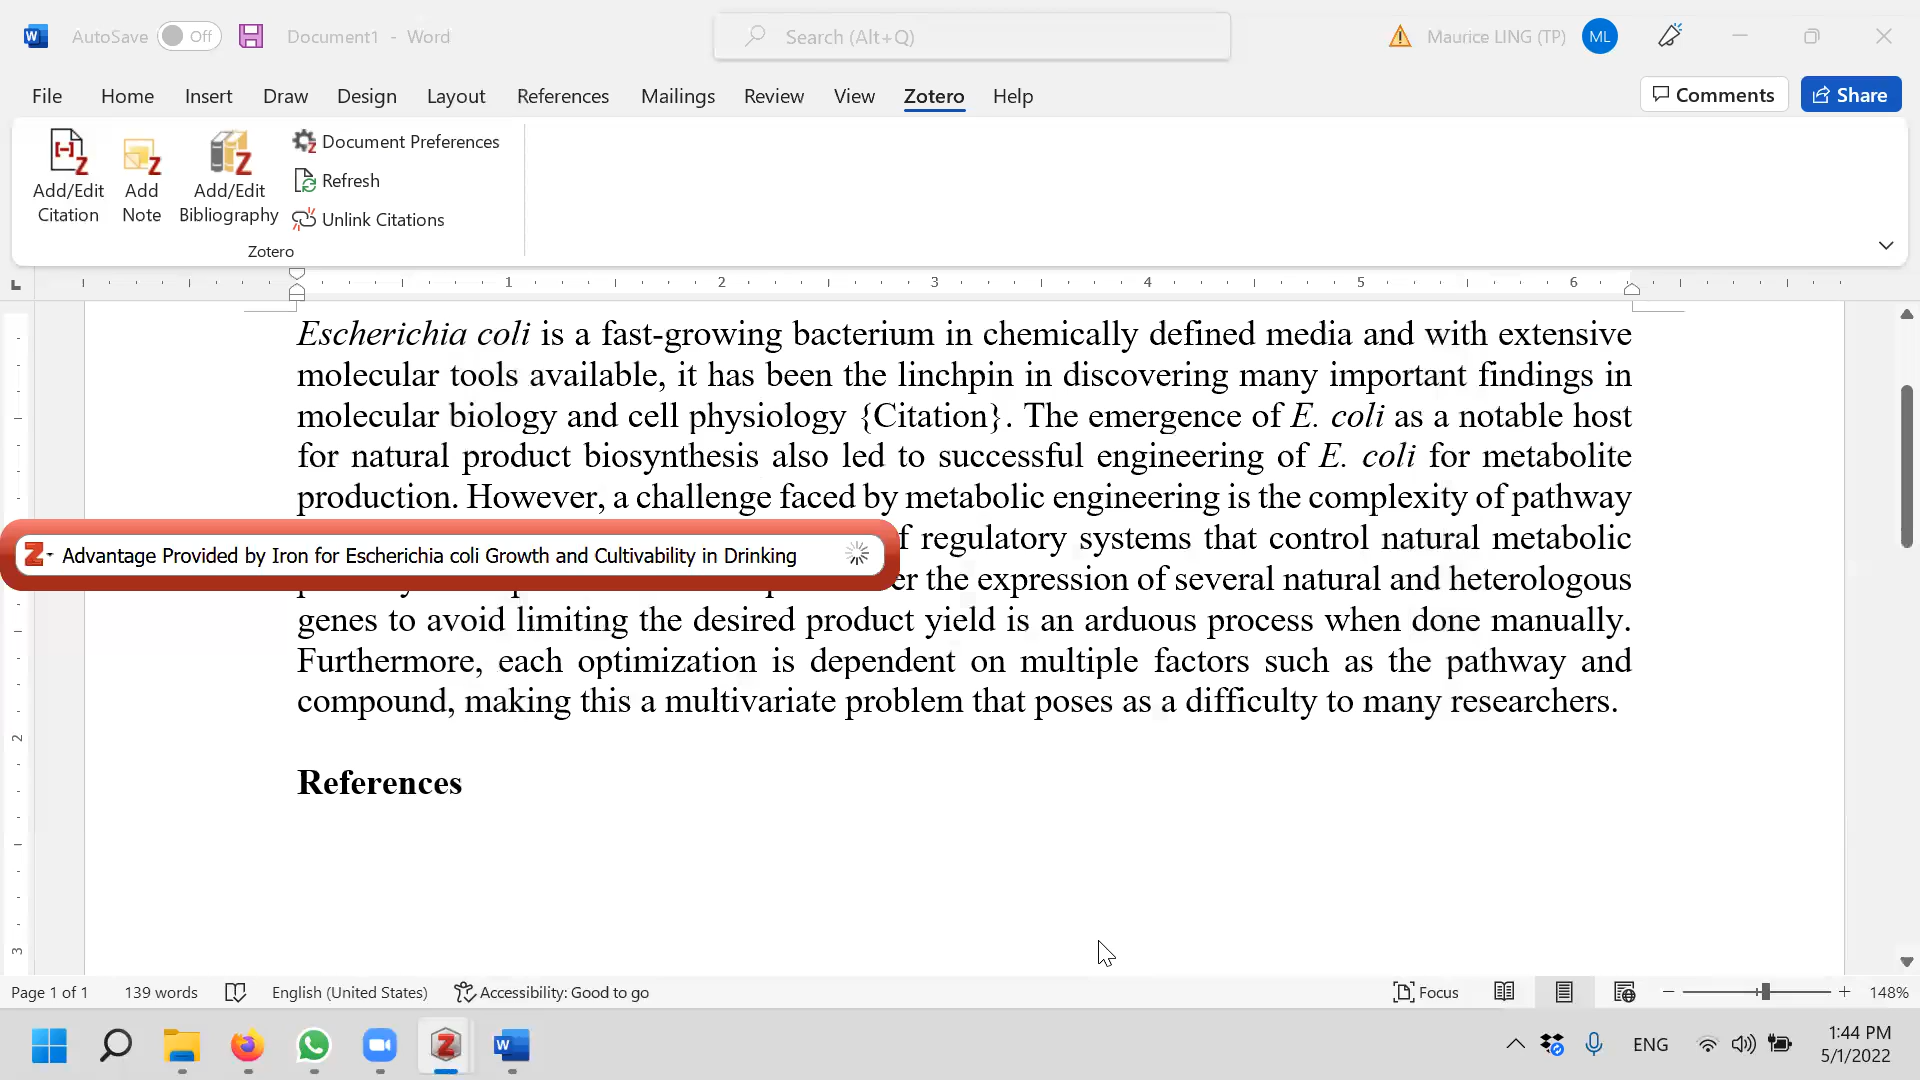 AutoSave Off Document1 - Word Search (Alt+Q) Maurice LING (TP) ML
File Home Insert Draw Design Layout References Mailings Review View Zotero Help Comments Share
Add/Edit Citation
Add Note
Add/Edit Bibliography
Document Preferences
Refresh
Unlink Citations
Zotero
1 2 3 4 5 6
Escherichia coli is a fast-growing bacterium in chemically defined media and with extensive
molecular tools available, it has been the linchpin in discovering many important findings in
molecular biology and cell physiology {Citation}. The emergence of E. coli as a notable host
for natural product biosynthesis also led to successful engineering of E. coli for metabolite
production. However, a challenge faced by metabolic engineering is the complexity of pathway
f regulatory systems that control natural metabolic
Advantage Provided by Iron for Escherichia coli Growth and Cultivability in Drinking
er the expression of several natural and heterologous
genes to avoid limiting the desired product yield is an arduous process when done manually.
Furthermore, each optimization is dependent on multiple factors such as the pathway and
compound, making this a multivariate problem that poses as a difficulty to many researchers.
References
2
3
Page 1 of 1 139 words English (United States) Accessibility: Good to go Focus 148%
ENG 1:44 PM
5/1/2022